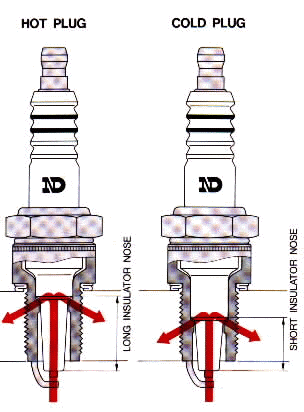 HOT PLUG
COLD PLUG
ND
ND
LONG INSULATOR NOSE
SHORT INSULATOR NOSE